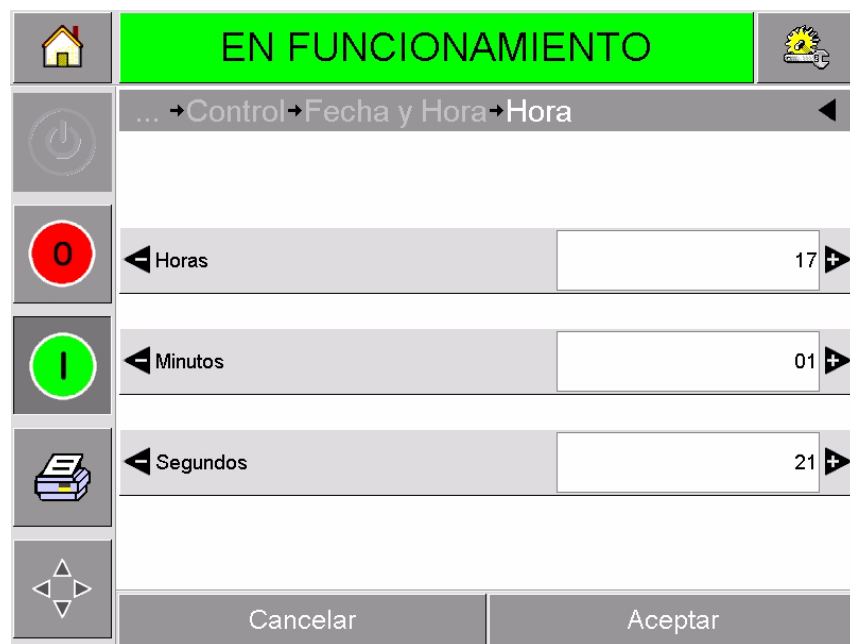 EN FUNCIONAMIENTO
... →Control→Fecha y Hora→Hora
0
Horas 17
I
Minutos 01
Segundos 21
Cancelar Aceptar